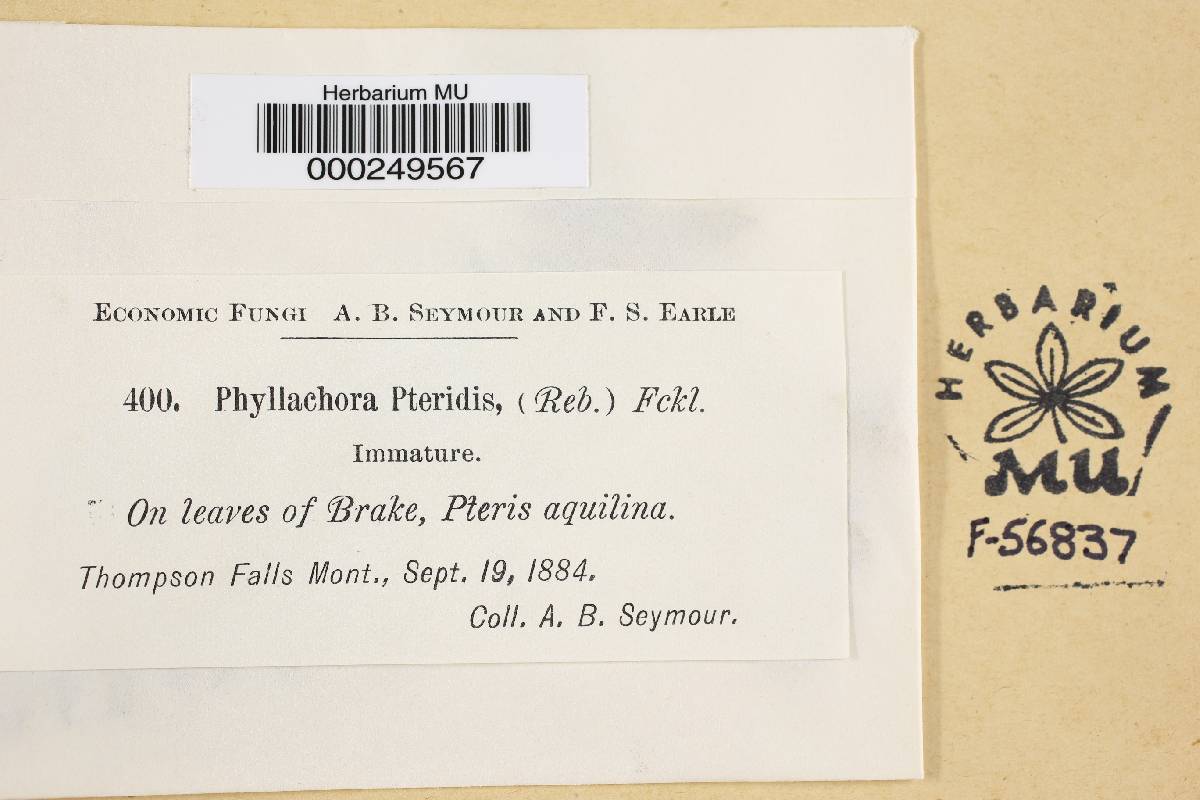 Herbarium MU
000249567
Economic Fungi A. B. Seymour and F. S. Earle
400. Phyllachora Pteridis, (Reb.) Fckl.
Immature.
On leaves of Brake, Pteris aquilina.
Thompson Falls Mont., Sept. 19, 1884.
Coll. A. B. Seymour.
HERBARIUM
MU
F-56837